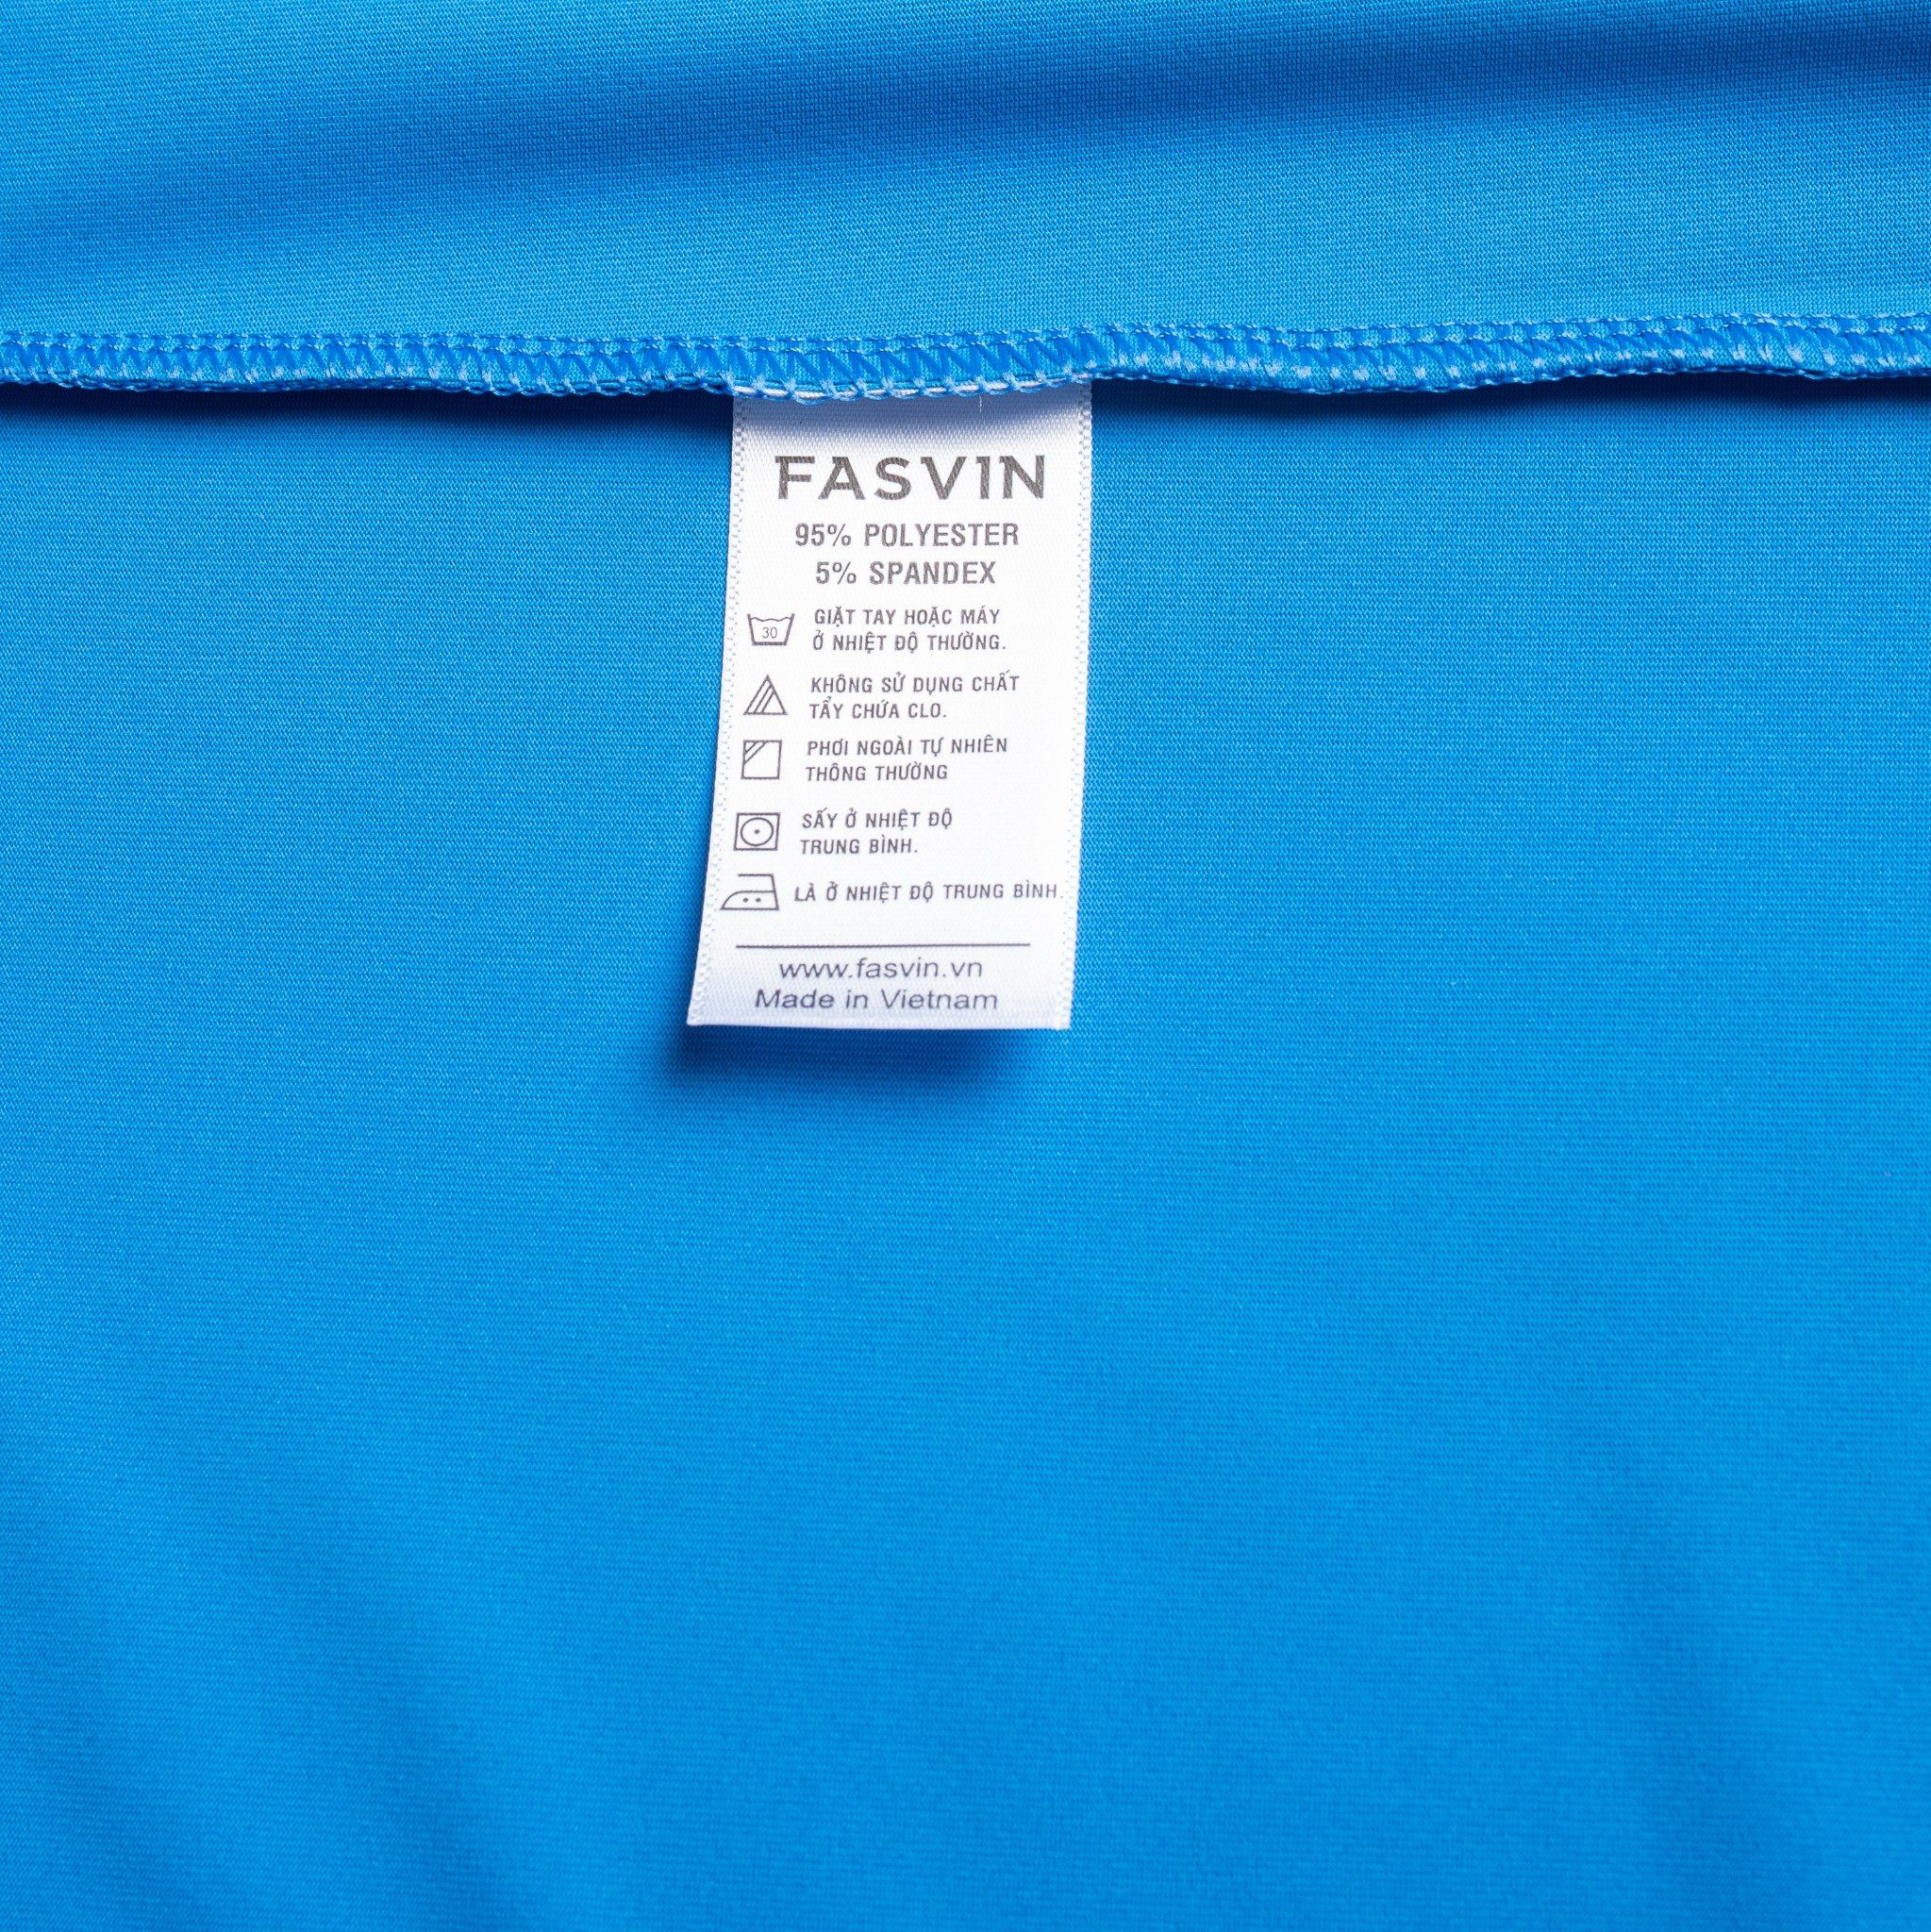 FASVIN
95% POLYESTER
5% SPANDEX
30
GIẶT TAY HOẶC MÁY
Ở NHIỆT ĐỘ THƯỜNG.
KHÔNG SỬ DỤNG CHẤT
TẨY CHỨA CLO.
PHƠI NGOÀI TỰ NHIÊN
THÔNG THƯỜNG
SẤY Ở NHIỆT ĐỘ
TRUNG BÌNH.
LÀ Ở NHIỆT ĐỘ TRUNG BÌNH.
www.fasvin.vn
Made in Vietnam